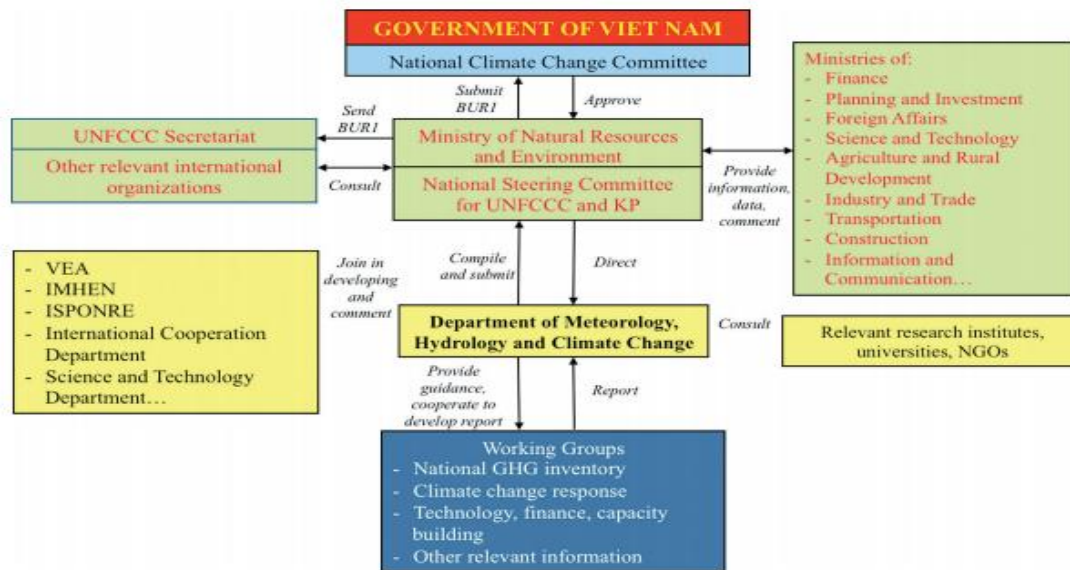 GOVERNMENT OF VIET NAM
National Climate Change Committee
Submit
BUR1
Approve
Send
BUR1
UNFCCC Secretariat
Other relevant international
organizations
Consult
Ministry of Natural Resources
and Environment
National Steering Committee
for UNFCCC and KP
Provide
information,
data,
comment
Ministries of:
- Finance
- Planning and Investment
- Foreign Affairs
- Science and Technology
- Agriculture and Rural
Development
- Industry and Trade
- Transportation
- Construction
- Information and
Communication…
- VEA
- IMHEN
- ISPONRE
- International Cooperation
Department
- Science and Technology
Department…
Join in
developing
and
comment
Compile
and submit
Direct
Department of Meteorology,
Hydrology and Climate Change
Consult
Relevant research institutes,
universities, NGOs
Provide
guidance,
cooperate to
develop report
Report
Working Groups
- National GHG inventory
- Climate change response
- Technology, finance, capacity
building
- Other relevant information